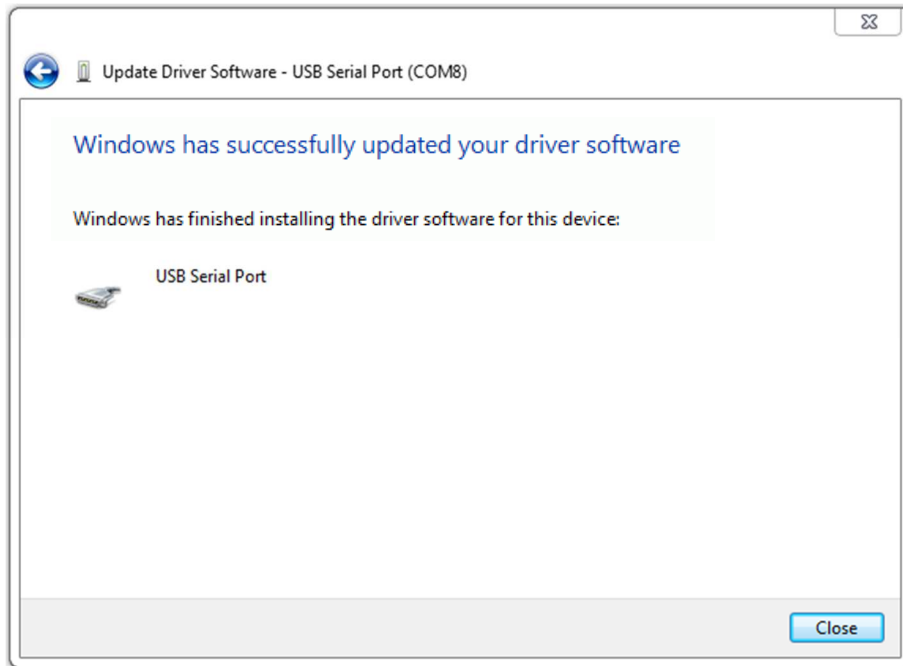 Update Driver Software - USB Serial Port (COM8)
Windows has successfully updated your driver software
Windows has finished installing the driver software for this device:
USB Serial Port
Close